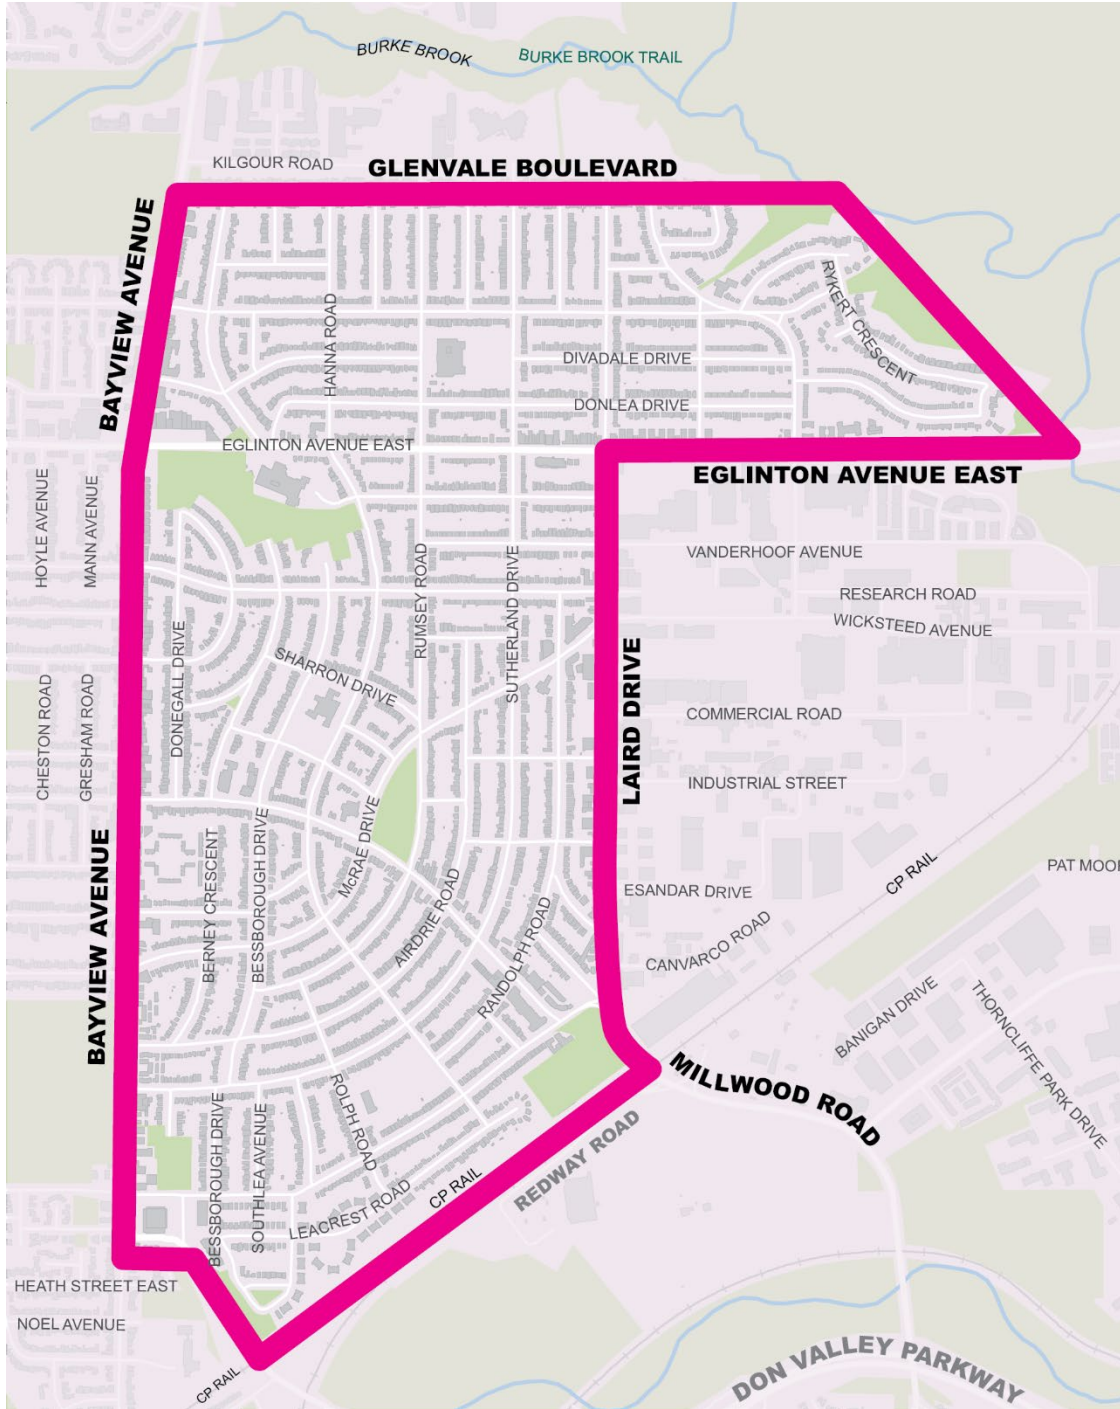 BURKE BROOK
BURKE BROOK TRAIL
KILGOUR ROAD
GLENVALE BOULEVARD
BAYVIEW AVENUE
RYKERT CRESCENT
HANNA ROAD
DIVADALE DRIVE
DONLEA DRIVE
EGLINTON AVENUE EAST
EGLINTON AVENUE EAST
HOYLE AVENUE
MANN AVENUE
VANDERHOOF AVENUE
RUMSEY ROAD
SUTHERLAND DRIVE
RESEARCH ROAD
WICKSTEED AVENUE
SHARRON DRIVE
DONEGALL DRIVE
LAIRD DRIVE
CHESTON ROAD
GRESHAM ROAD
COMMERCIAL ROAD
INDUSTRIAL STREET
BAYVIEW AVENUE
BERNEY CRESCENT
BESSBOROUGH DRIVE
McRAE DRIVE
AIRDRIE ROAD
RANDOLPH ROAD
ESANDAR DRIVE
CP RAIL
PAT MOOR
CANVARCO ROAD
BANIGAN DRIVE
THORNCLIFFE PARK DRIVE
MILLWOOD ROAD
ROLPH ROAD
BESSBOROUGH DRIVE
SOUTHLEA AVENUE
REDWAY ROAD
CP RAIL
LEACREST ROAD
HEATH STREET EAST
NOEL AVENUE
CP RAIL
DON VALLEY PARKWAY